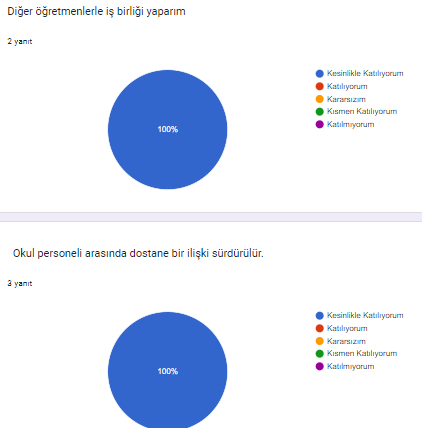 Diğer öğretmenlerle iş birliği yaparım
2 yanıt
100%
Kesinlikle Katılıyorum
Katılıyorum
Kararsızım
Kısmen Katılıyorum
Katılmıyorum
Okul personeli arasında dostane bir ilişki sürdürülür.
3 yanıt
100%
Kesinlikle Katılıyorum
Katılıyorum
Kararsızım
Kısmen Katılıyorum
Katılmıyorum